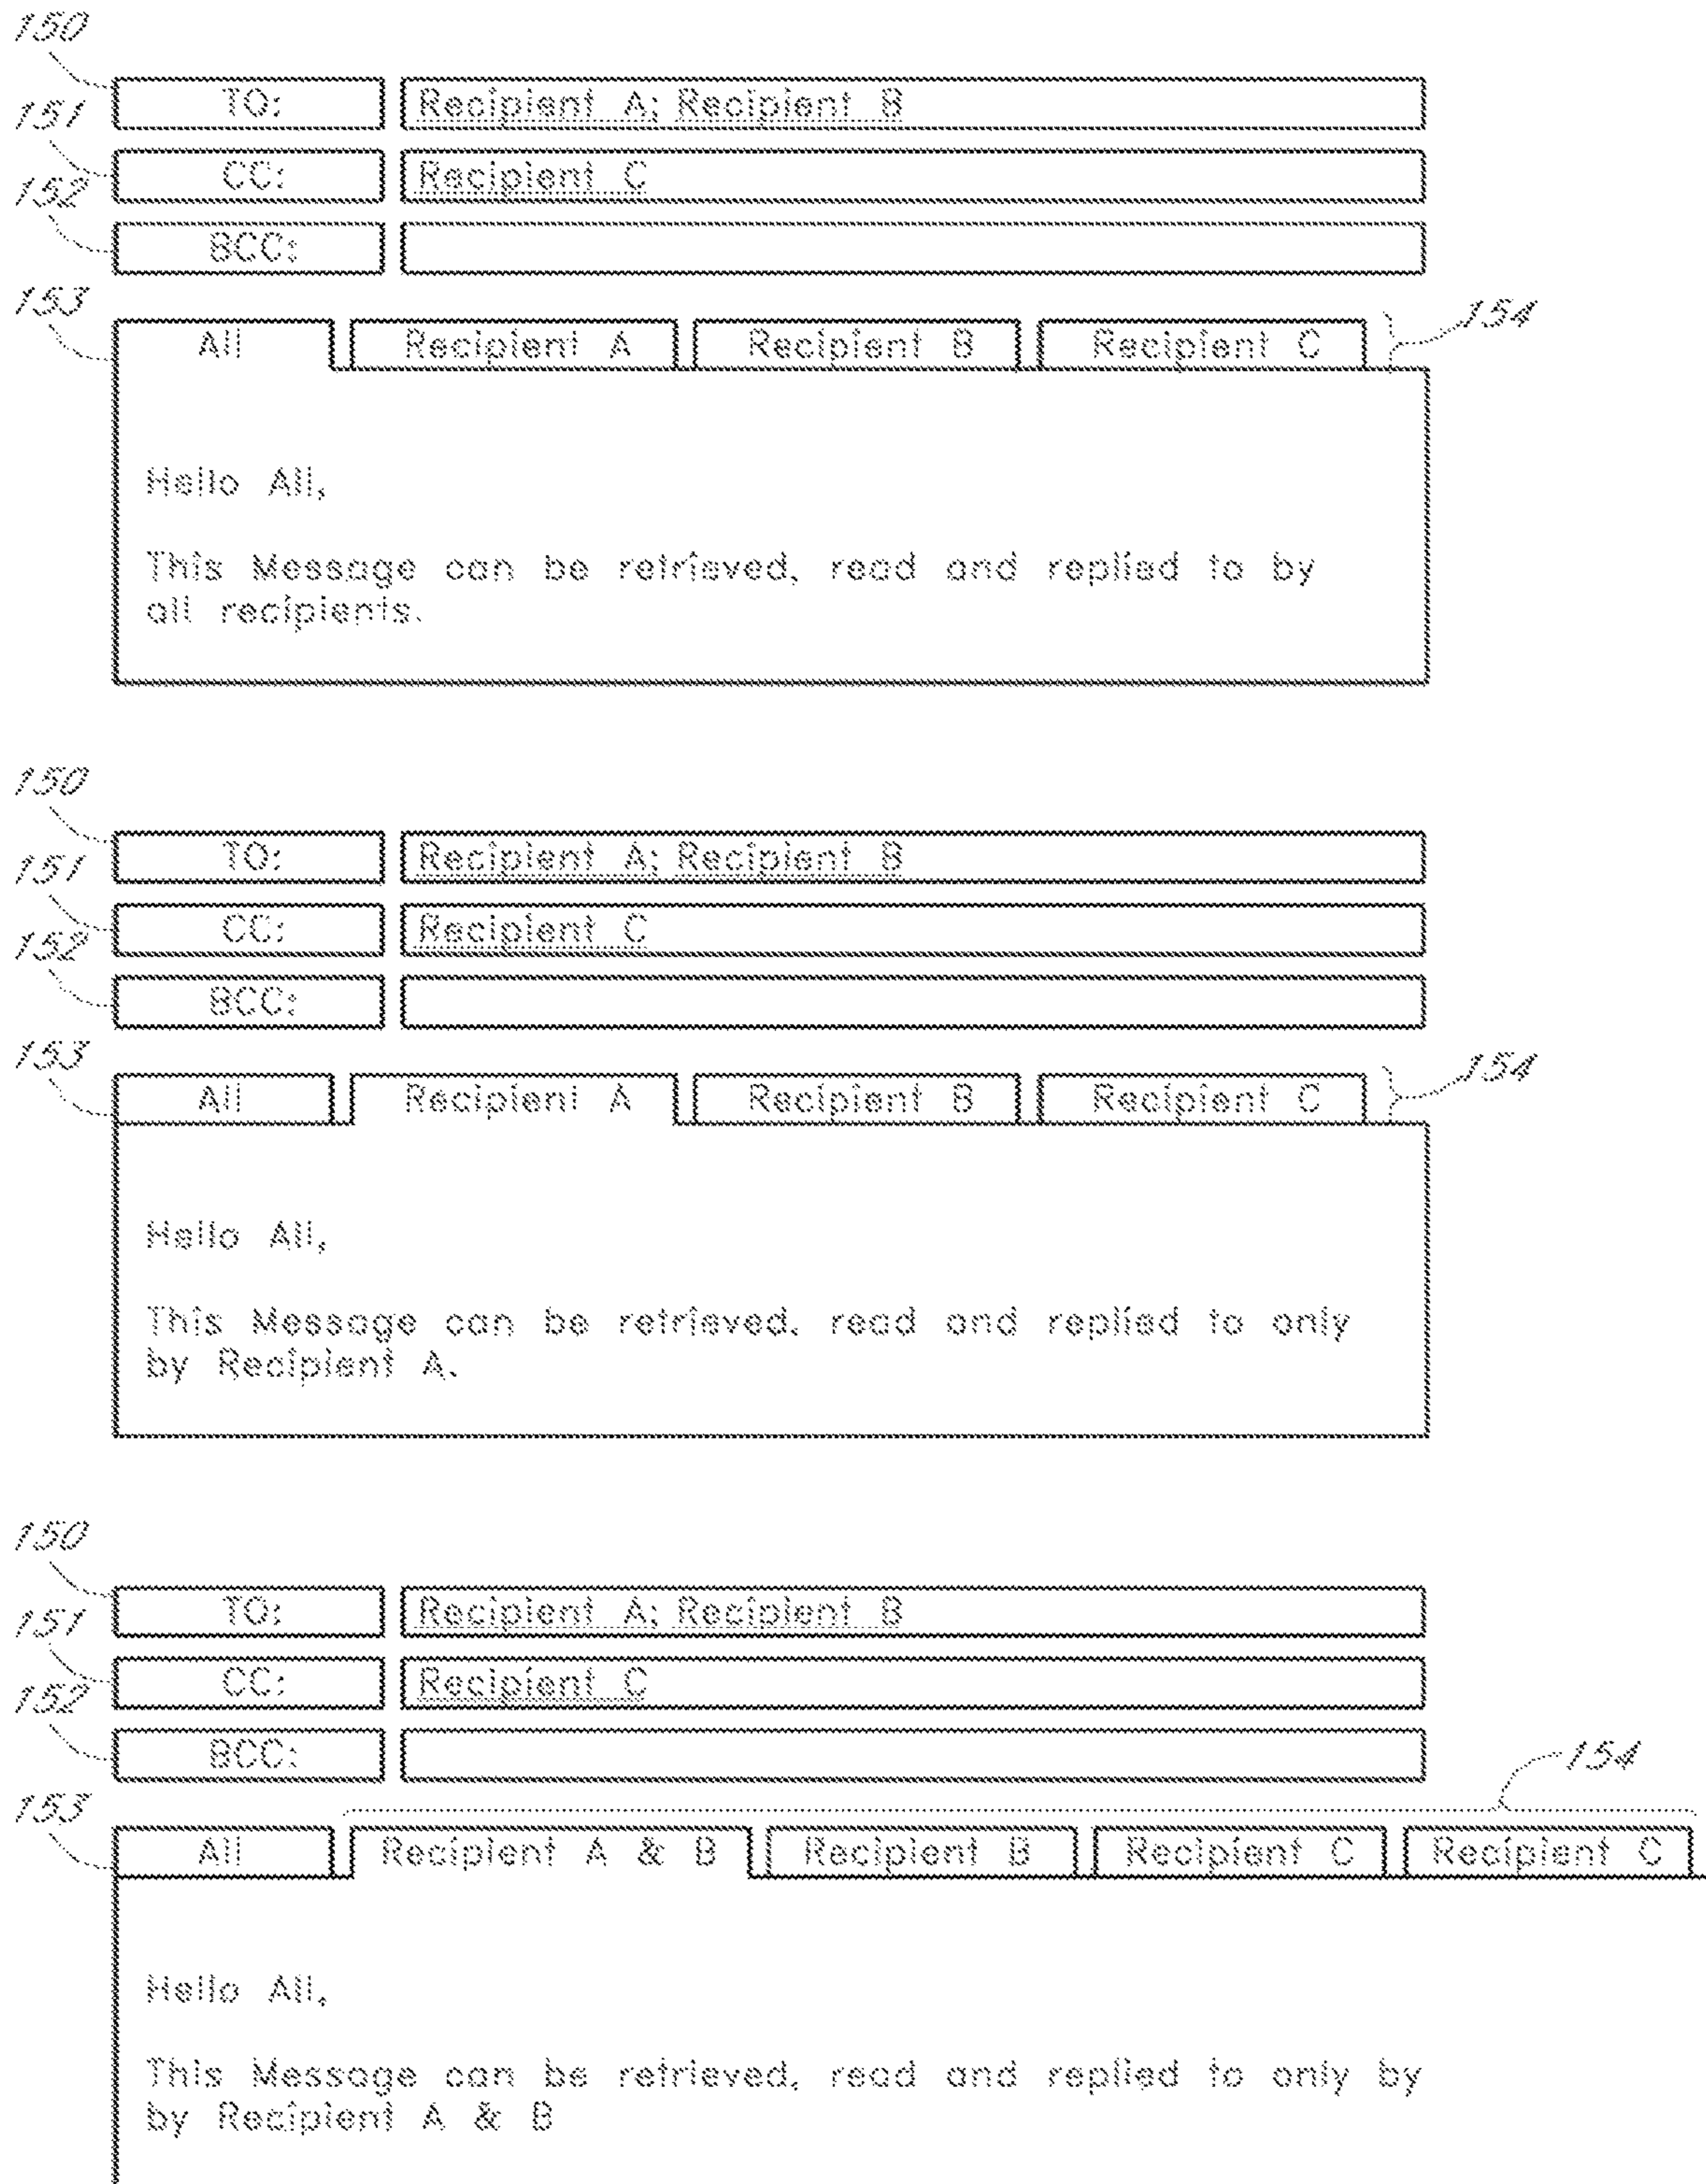 150
TO: Recipient A; Recipient B
151
CC: Recipient C
152
BCC:
153
All Recipient A Recipient B Recipient C 154
Hello All,
This Message can be retrieved, read and replied to by
all recipients.
150
TO: Recipient A; Recipient B
151
CC: Recipient C
152
BCC:
153
All Recipient A Recipient B Recipient C 154
Hello All,
This Message can be retrieved, read and replied to only
by Recipient A.
150
TO: Recipient A; Recipient B
151
CC: Recipient C
152
BCC:
154
153
All Recipient A & B Recipient B Recipient C Recipient C
Hello All,
This Message can be retrieved, read and replied to only by
by Recipient A & B